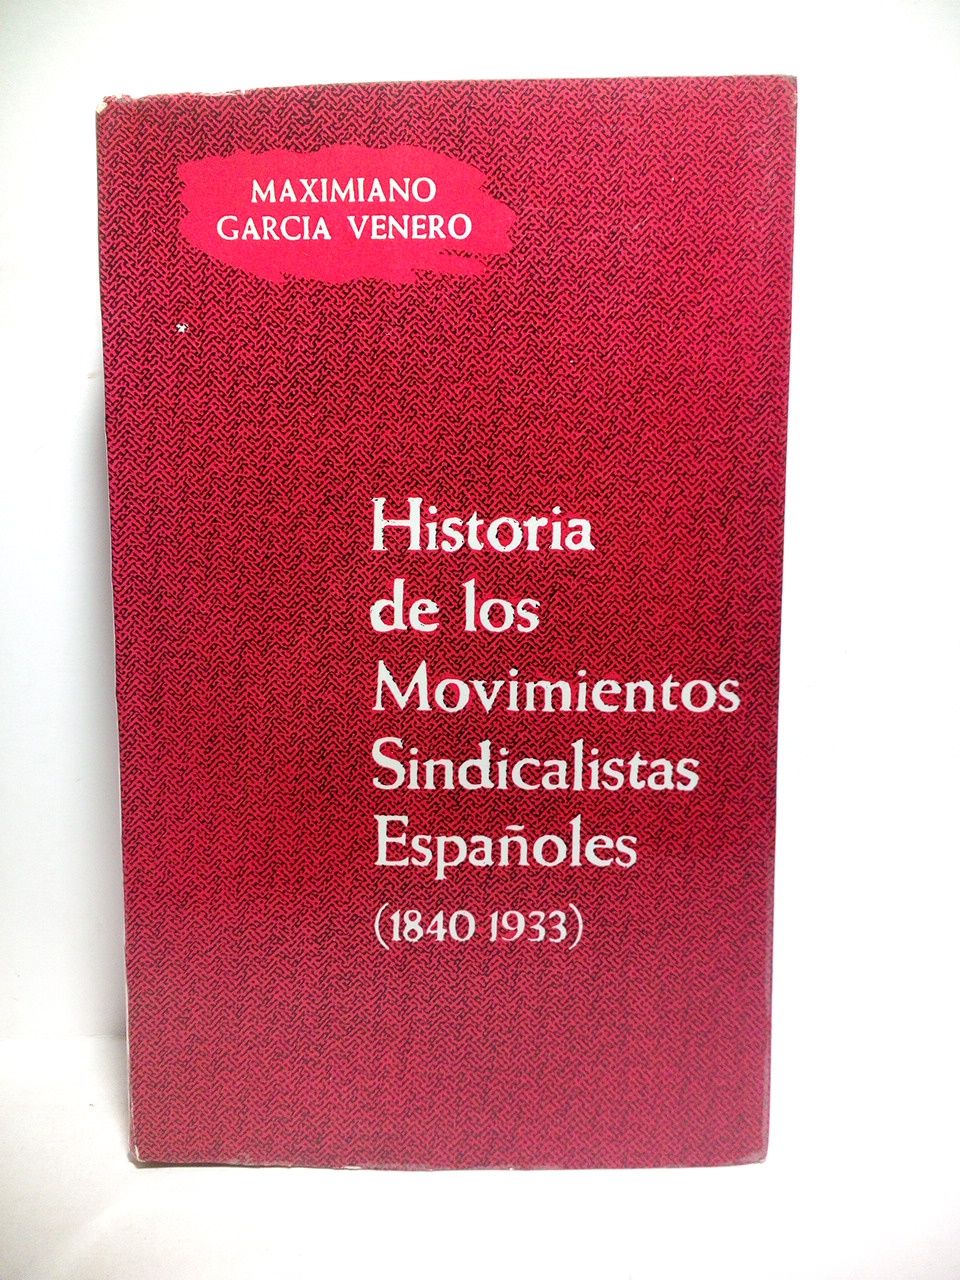 MAXIMIANO
GARCIA VENERO
Historia
de los
Movimientos
Sindicalistas
Españoles
(1840 1933)